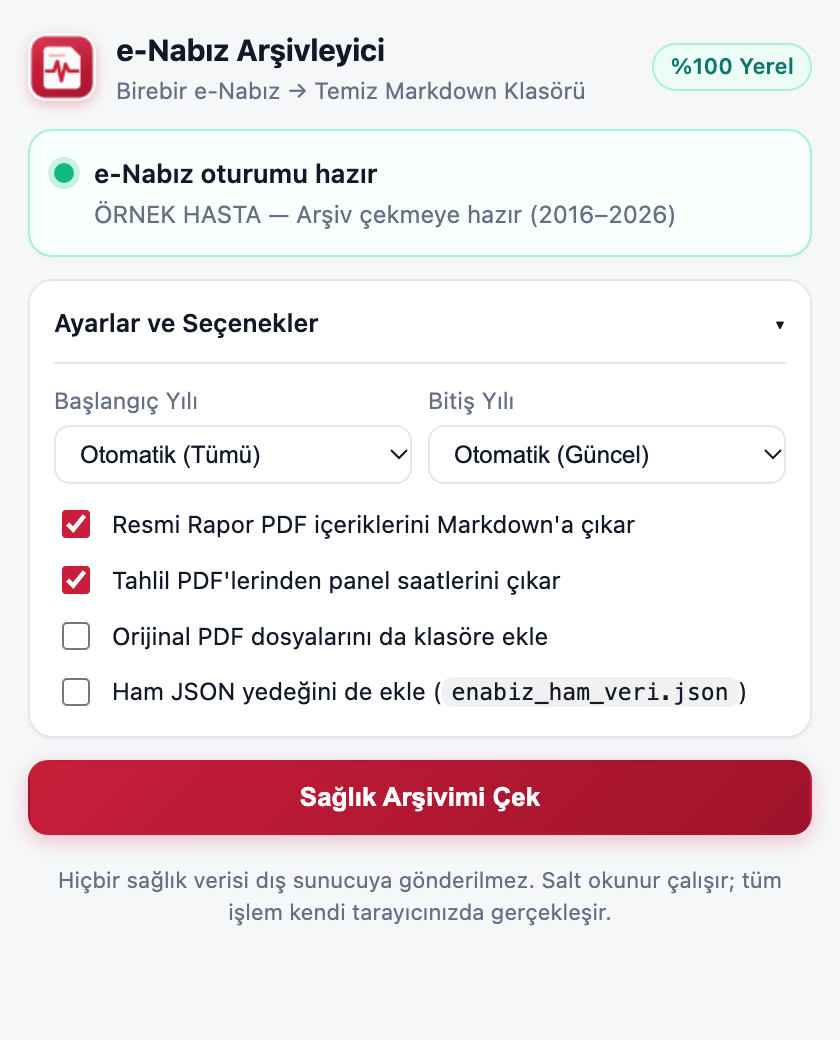 e-Nabız Arşivleyici
Birebir e-Nabız → Temiz Markdown Klasörü
%100 Yerel
e-Nabız oturumu hazır
ÖRNEK HASTA — Arşiv çekmeye hazır (2016–2026)
Ayarlar ve Seçenekler
Başlangıç Yılı
Bitiş Yılı
Otomatik (Tümü)
Otomatik (Güncel)
Resmi Rapor PDF içeriklerini Markdown'a çıkar
Tahlil PDF'lerinden panel saatlerini çıkar
Orijinal PDF dosyalarını da klasöre ekle
Ham JSON yedeğini de ekle (enabiz_ham_veri.json)
Sağlık Arşivimi Çek
Hiçbir sağlık verisi dış sunucuya gönderilmez. Salt okunur çalışır; tüm
işlem kendi tarayıcınızda gerçekleşir.